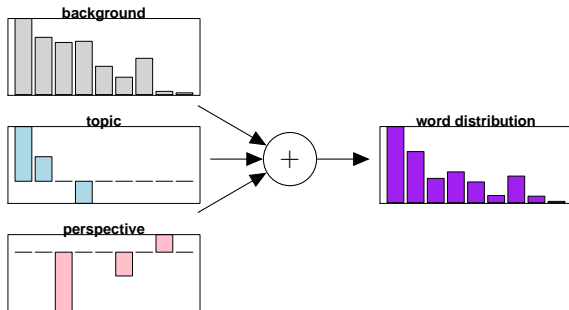 background
topic
perspective
+
word distribution